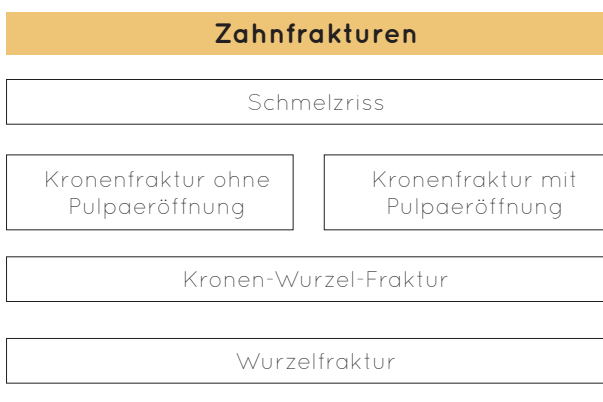 Zahnfrakturen
Schmelzriss
Kronenfraktur ohne
Pulpaeröffnung
Kronenfraktur mit
Pulpaeröffnung
Kronen-Wurzel-Fraktur
Wurzelfraktur